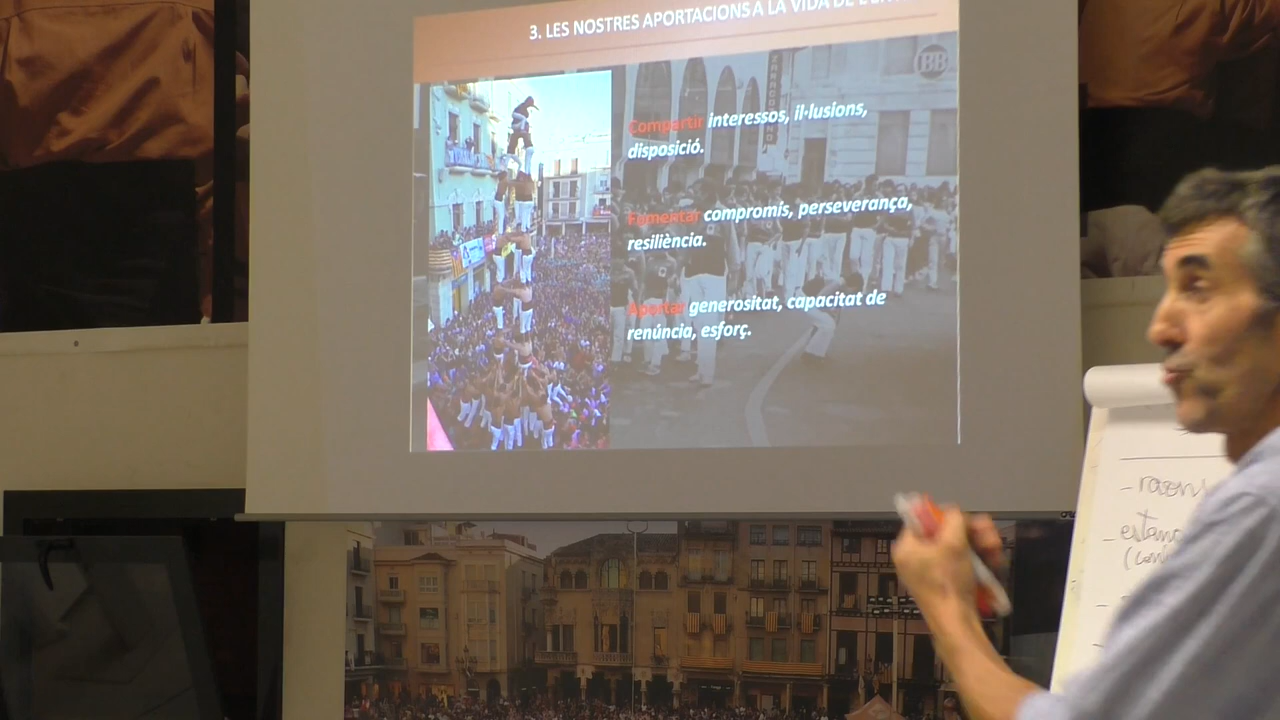 3. LES NOSTRES APORTACIONS A LA VIDA DE
BB
Compartir interessos, il·lusions,
disposició.
Fomentar compromís, perseverança,
resiliència.
Aportar generositat, capacitat de
renúncia, esforç.